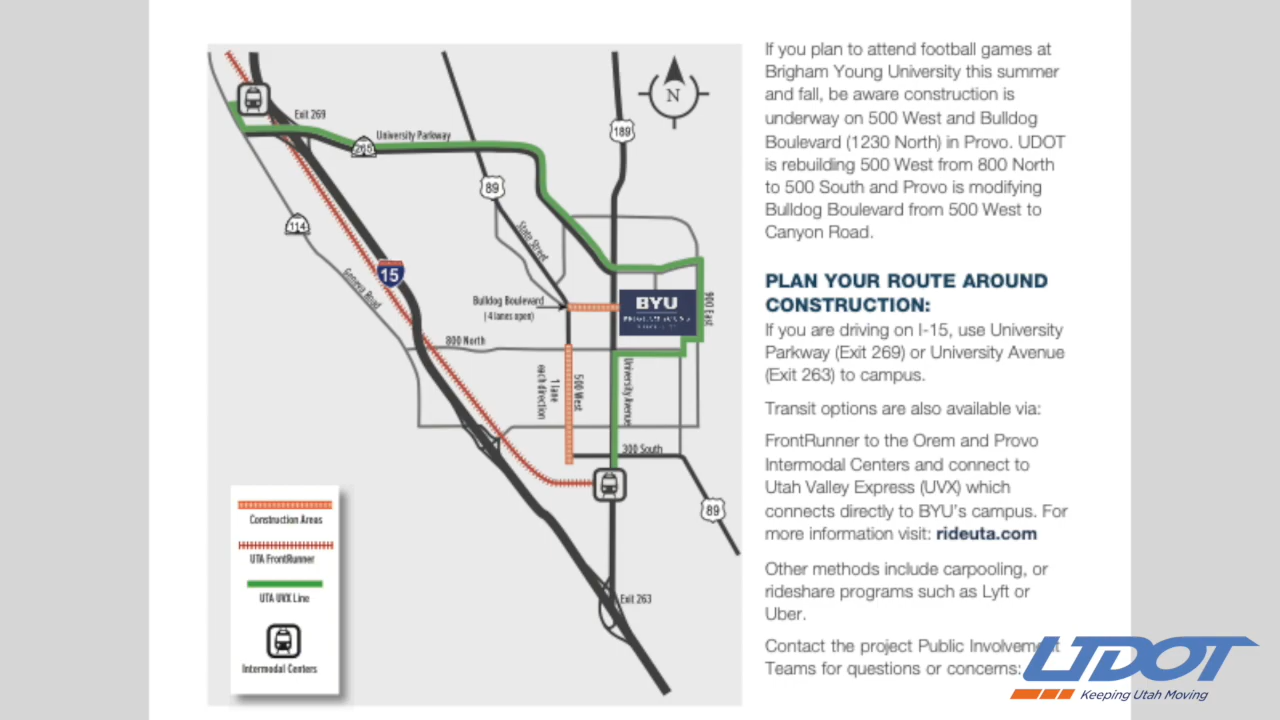 Exit 269
University Parkway
265
189
N
89
114
State Street
15
Geneva Road
Bulldog Boulevard
(4 lanes open)
BYU
900 East
800 North
1 lane
each direction
500 West
University Avenue
300 South
89
Exit 263
Construction Areas
UTA FrontRunner
UTA UVX Line
Intermodal Centers
If you plan to attend football games at
Brigham Young University this summer
and fall, be aware construction is
underway on 500 West and Bulldog
Boulevard (1230 North) in Provo. UDOT
is rebuilding 500 West from 800 North
to 500 South and Provo is modifying
Bulldog Boulevard from 500 West to
Canyon Road.
PLAN YOUR ROUTE AROUND
CONSTRUCTION:
If you are driving on I-15, use University
Parkway (Exit 269) or University Avenue
(Exit 263) to campus.
Transit options are also available via:
FrontRunner to the Orem and Provo
Intermodal Centers and connect to
Utah Valley Express (UVX) which
connects directly to BYU's campus. For
more information visit: rideuta.com
Other methods include carpooling, or
rideshare programs such as Lyft or
Uber.
Contact the project Public Involvement
Teams for questions or concerns:
UDOT
Keeping Utah Moving